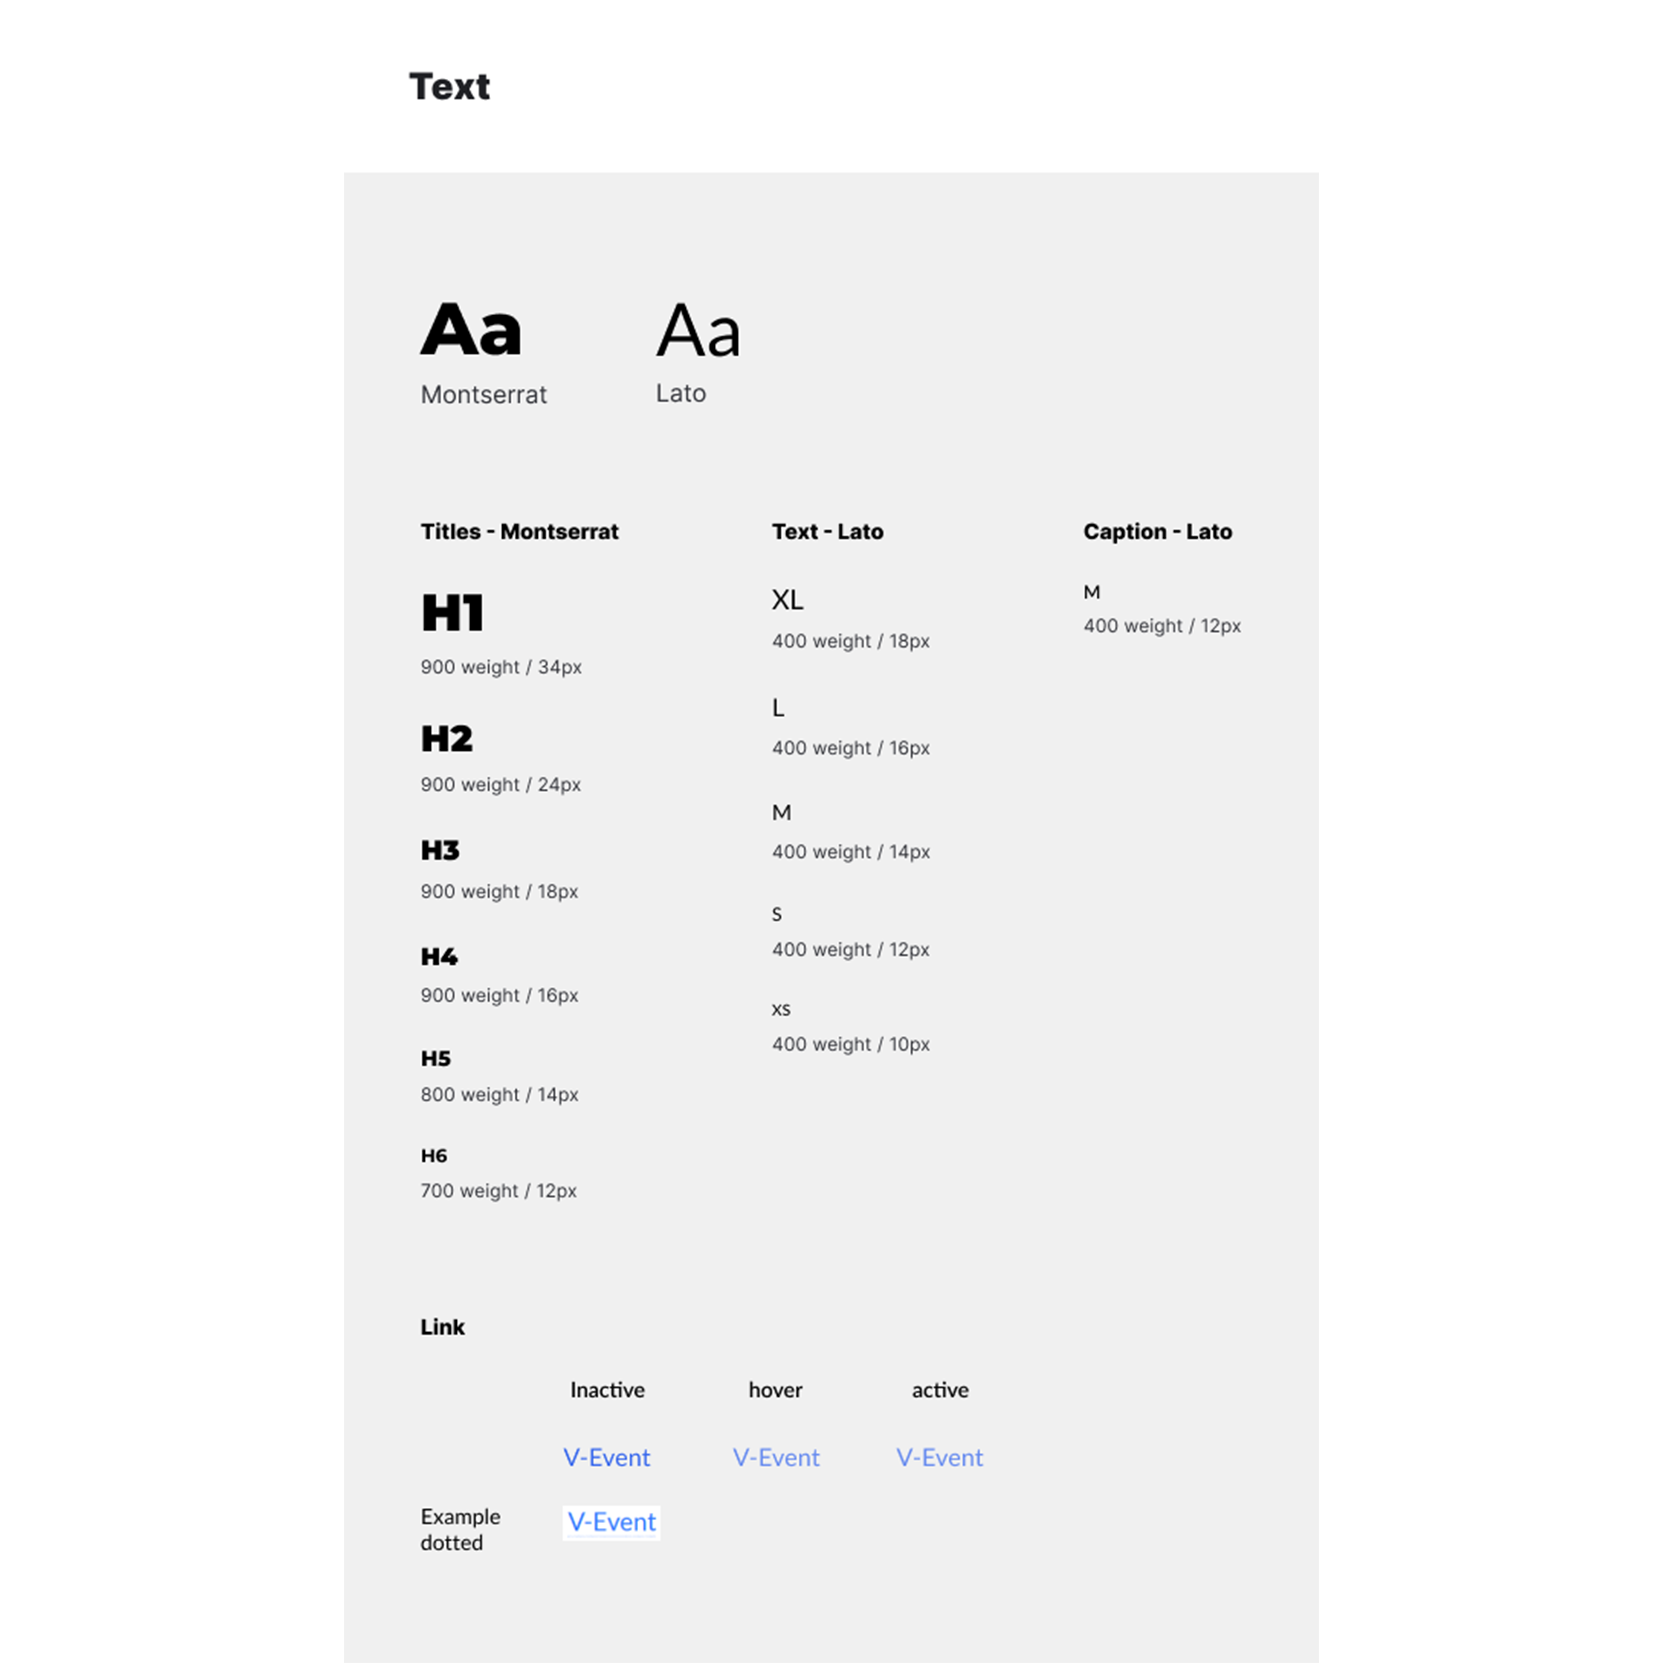 Text
Aa
Montserrat
Aa
Lato
Titles - Montserrat
H1
900 weight / 34px
H2
900 weight / 24px
H3
900 weight / 18px
H4
900 weight / 16px
H5
800 weight / 14px
H6
700 weight / 12px
Text - Lato
XL
400 weight / 18px
L
400 weight / 16px
M
400 weight / 14px
S
400 weight / 12px
xs
400 weight / 10px
Caption - Lato
M
400 weight / 12px
Link
Inactive
hover
active
V-Event
V-Event
V-Event
Example
dotted
V-Event